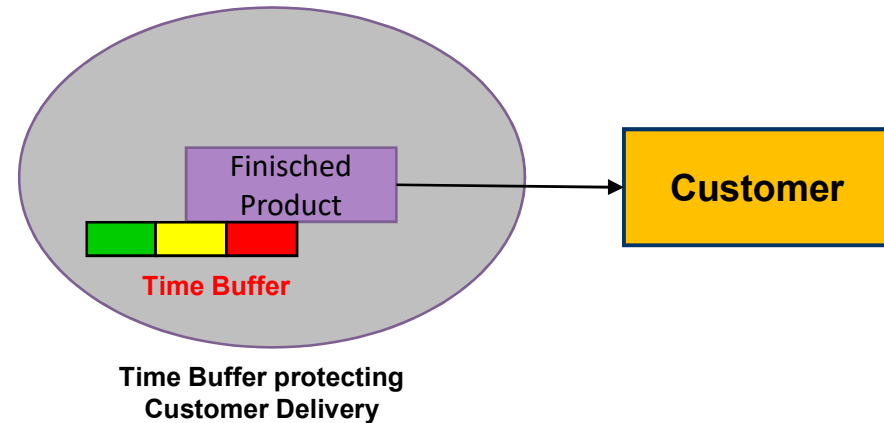 Finisched
Product
Customer
Time Buffer
Time Buffer protecting
Customer Delivery